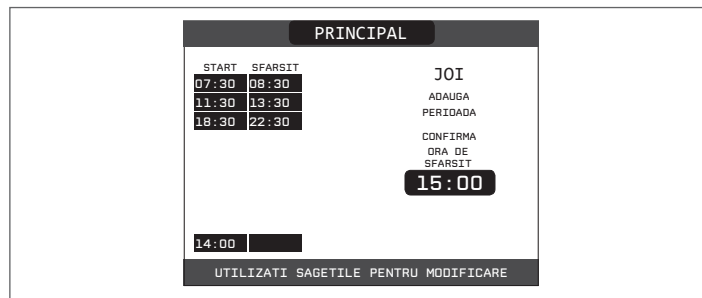 PRINCIPAL
START SFARSIT
07:30 08:30
11:30 13:30
18:30 22:30
14:00
JOI
ADAUGA
PERIOADA
CONFIRMA
ORA DE
SFARSIT
15:00
UTILIZATI SAGETILE PENTRU MODIFICARE